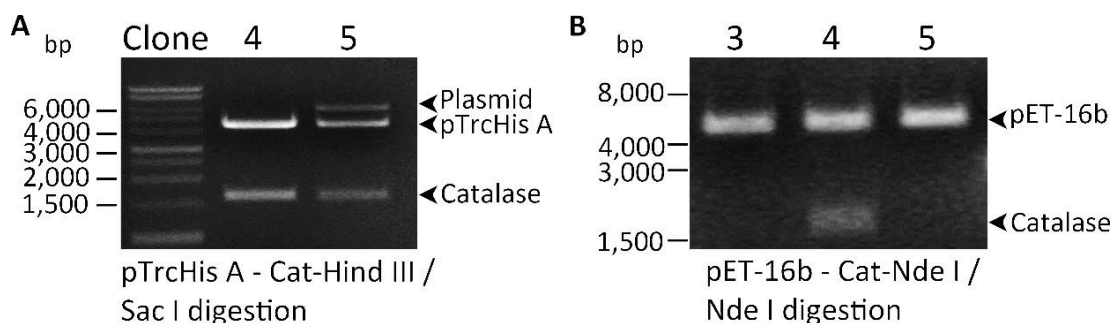 A
bp
Clone 4 5
6,000
4,000
3,000
2,000
1,500
Plasmid
pTrcHis A
Catalase
pTrcHis A - Cat-Hind III /
Sac I digestion
B
bp
3 4 5
8,000
4,000
3,000
1,500
pET-16b
Catalase
pET-16b - Cat-Nde I /
Nde I digestion